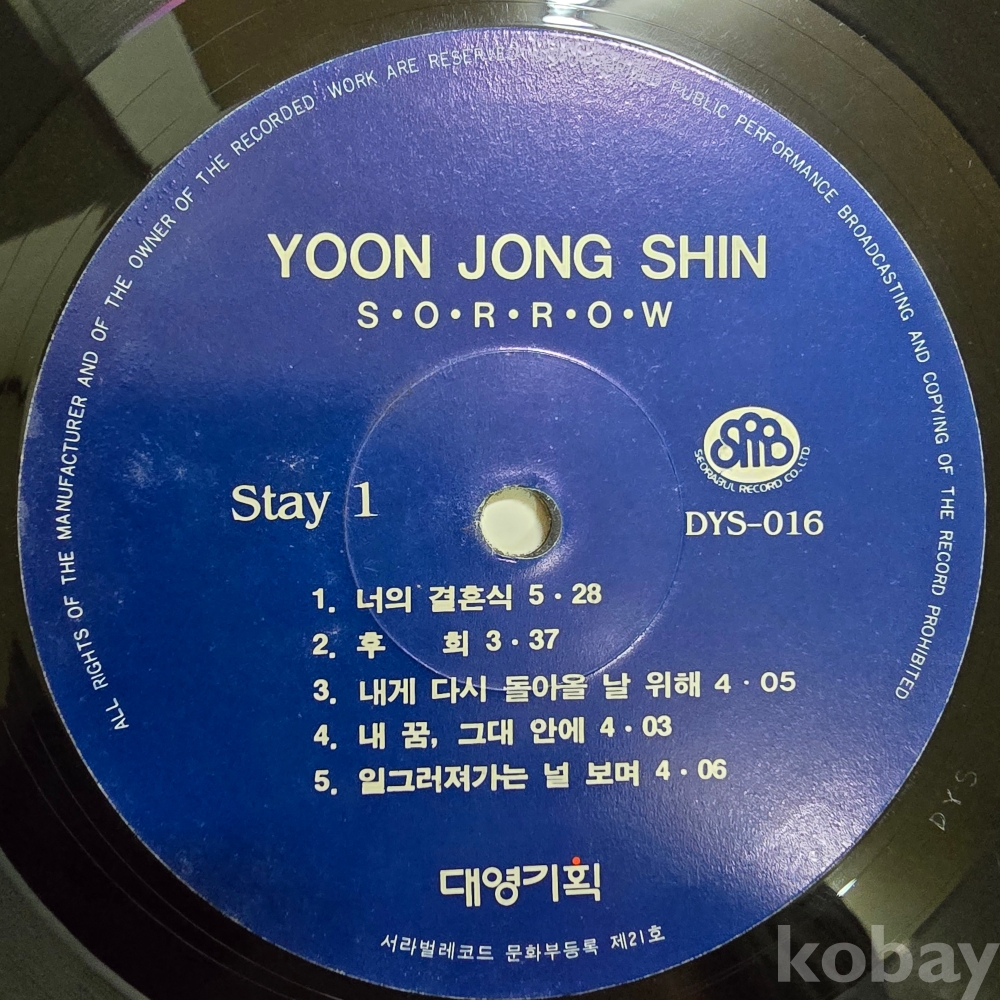 ALL RIGHTS OF THE MANUFACTURER AND OF THE OWNER OF THE RECORDED WORK ARE RESERVED
PUBLIC PERFORMANCE BROADCASTING AND COPYING OF THE RECORD PROHIBITED
YOON JONG SHIN
S•O•R•R•O•W
SRB
SEORABUL RECORD CO., LTD
Stay 1
DYS-016
1. 너의 결혼식 5·28
2. 후 회 3·37
3. 내게 다시 돌아올 날 위해 4·05
4. 내 꿈, 그대 안에 4·03
5. 일그러져가는 널 보며 4·06
대영기획
서라벌레코드 문화부등록 제21호
DYS
kobay